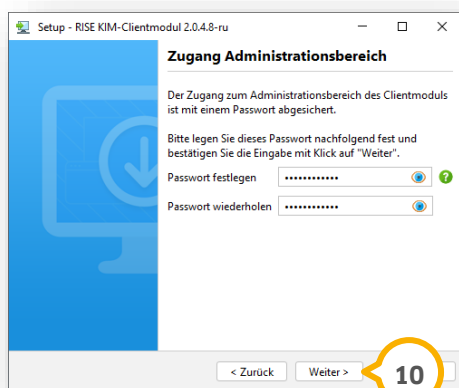 Setup - RISE KIM-Clientmodul 2.0.4.8-ru
Zugang Administrationsbereich
Der Zugang zum Administrationsbereich des Clientmoduls
ist mit einem Passwort abgesichert.
Bitte legen Sie dieses Passwort nachfolgend fest und
bestätigen Sie die Eingabe mit Klick auf "Weiter".
Passwort festlegen ••••••••••••
Passwort wiederholen ••••••••••••
< Zurück Weiter > 10